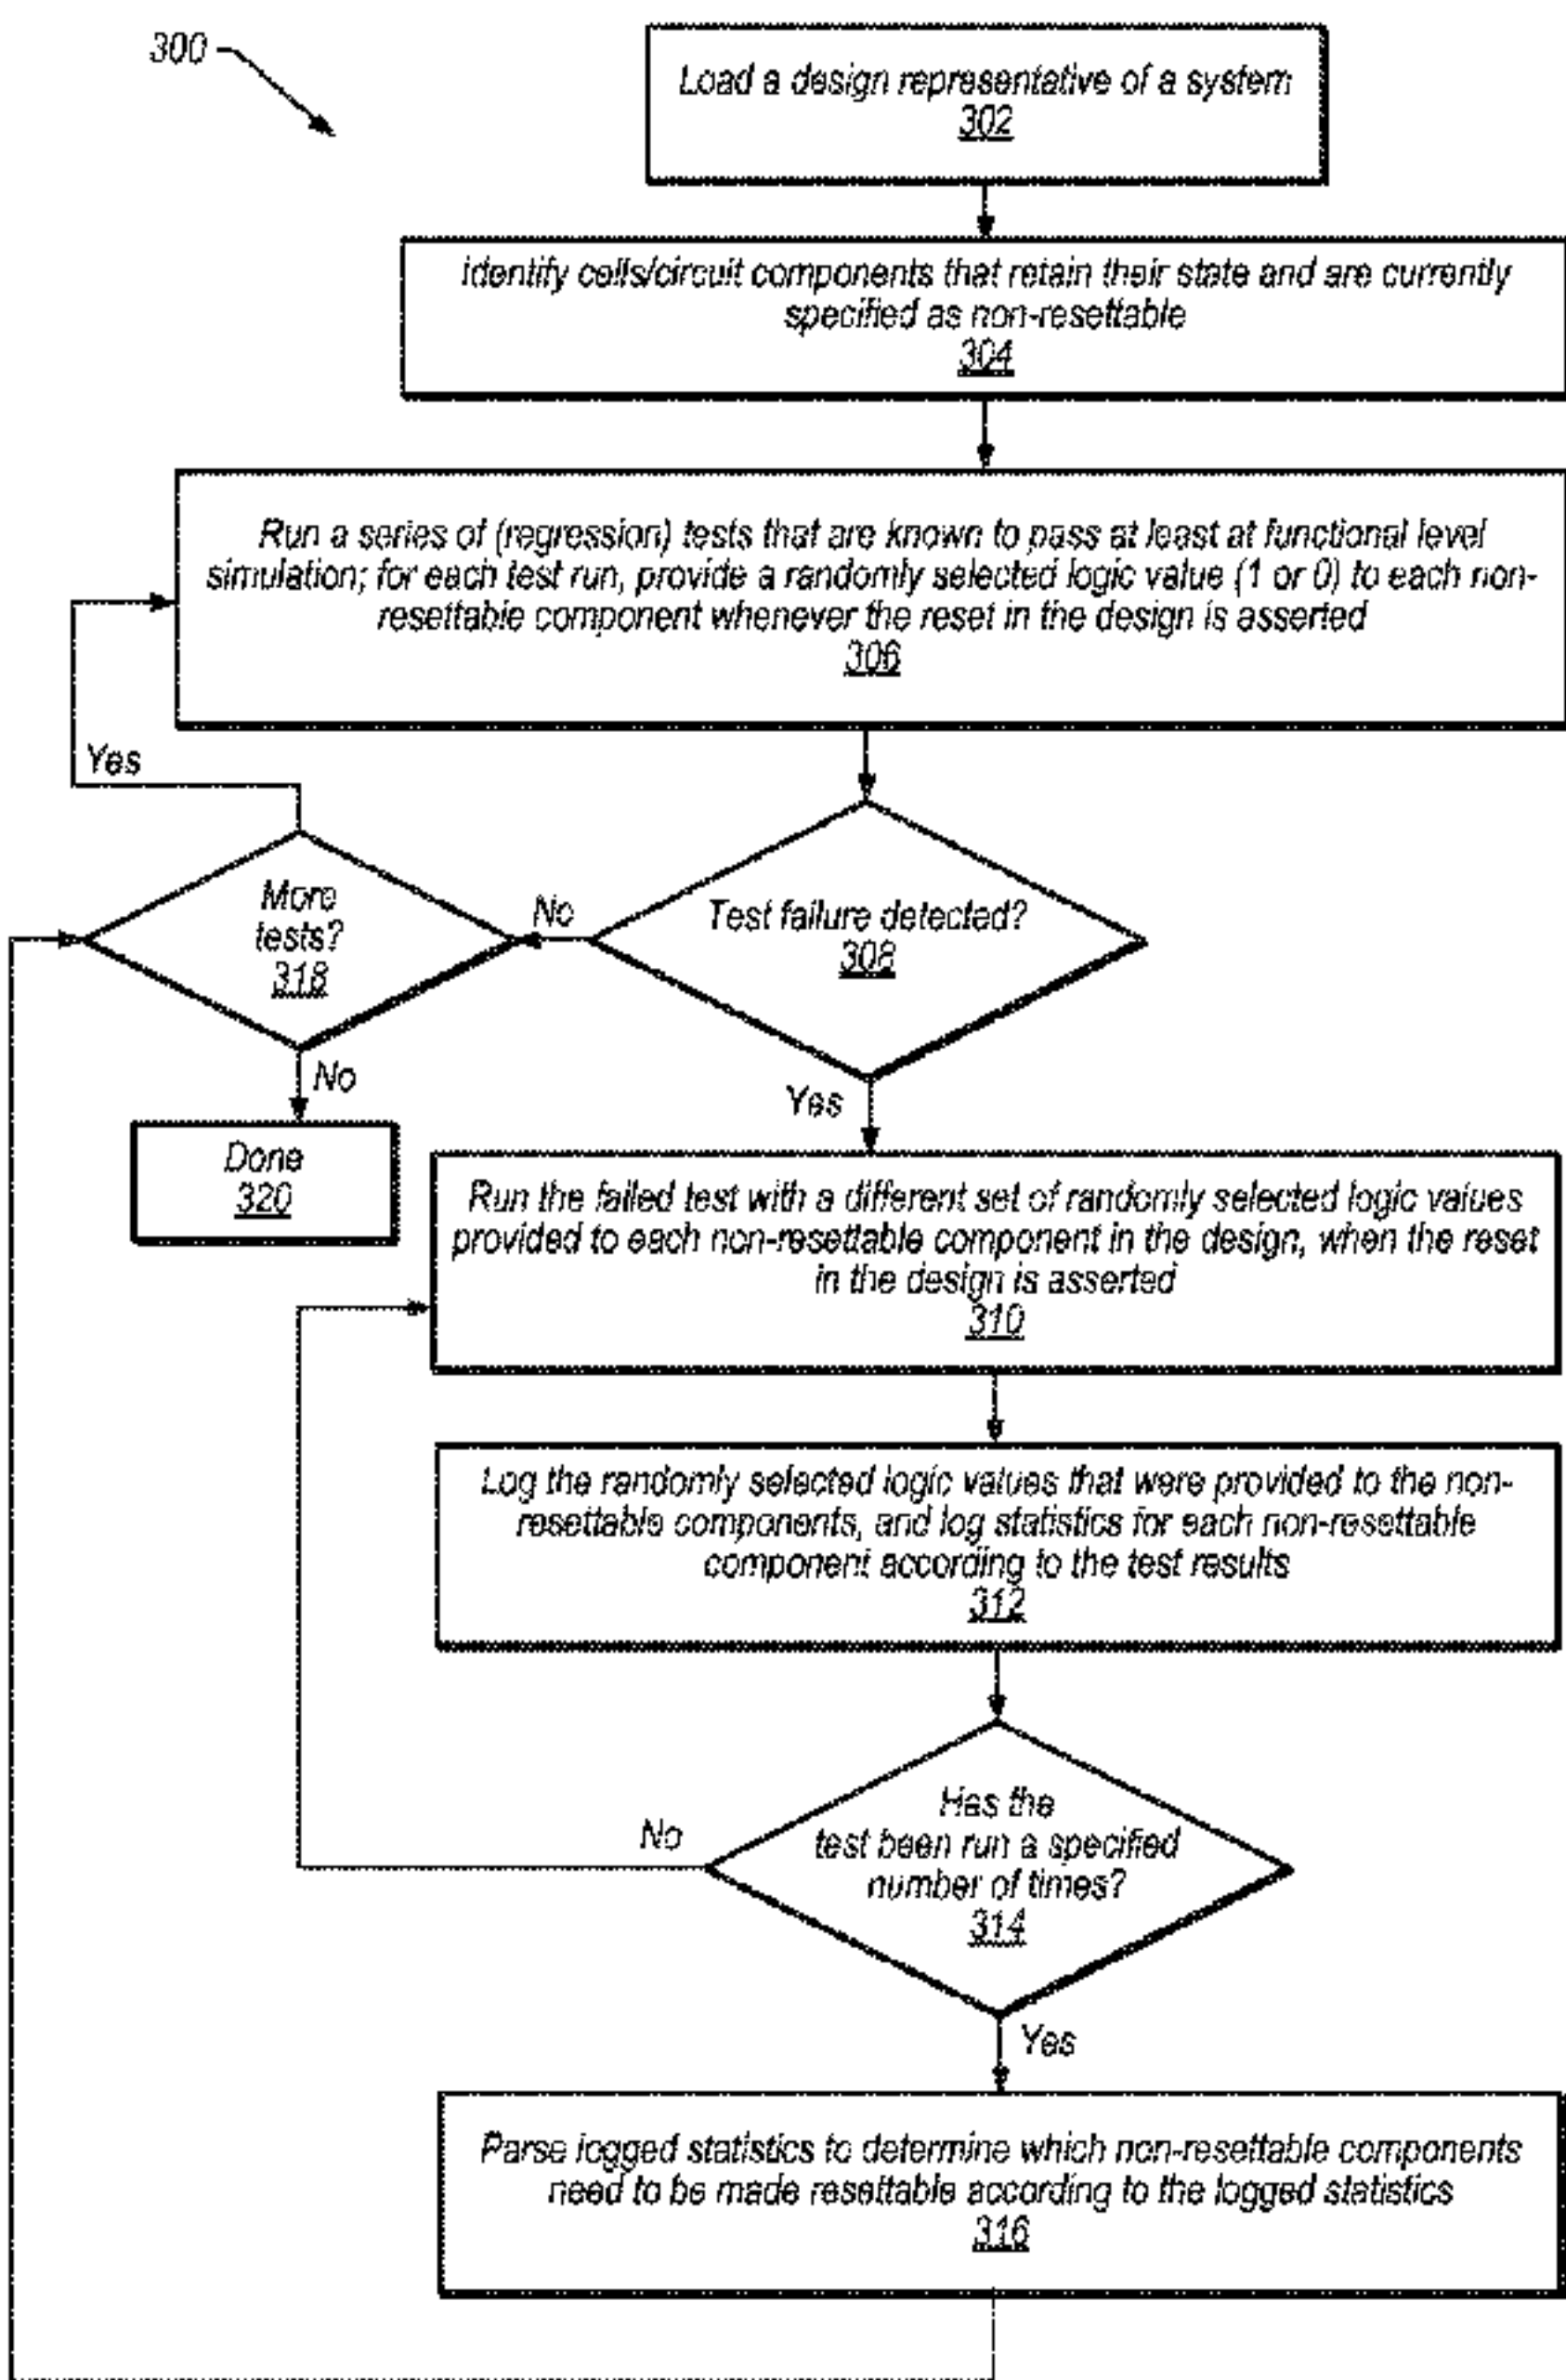 300
Load a design representative of a system
302
Identify cells/circuit components that retain their state and are currently
specified as non-resettable
304
Run a series of (regression) tests that are known to pass at least at functional level
simulation; for each test run, provide a randomly selected logic value (1 or 0) to each non-
resettable component whenever the reset in the design is asserted
306
Yes
More
tests?
318
No
Test failure detected?
308
No
Yes
Done
320
Run the failed test with a different set of randomly selected logic values
provided to each non-resettable component in the design, when the reset
in the design is asserted
310
Log the randomly selected logic values that were provided to the non-
resettable components, and log statistics for each non-resettable
component according to the test results
312
Has the
test been run a specified
number of times?
314
No
Yes
Parse logged statistics to determine which non-resettable components
need to be made resettable according to the logged statistics
316